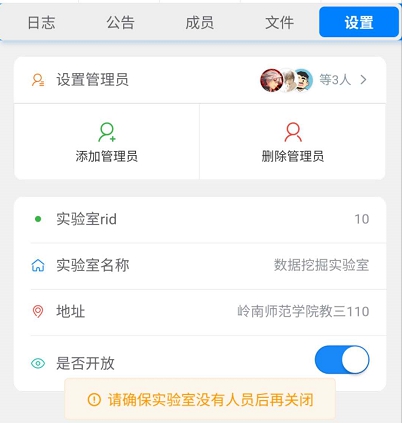 日志 公告 成员 文件 设置
设置管理员 等3人
添加管理员 删除管理员
实验室rid 10
实验室名称 数据挖掘实验室
地址 岭南师范学院教三110
是否开放
请确保实验室没有人员后再关闭